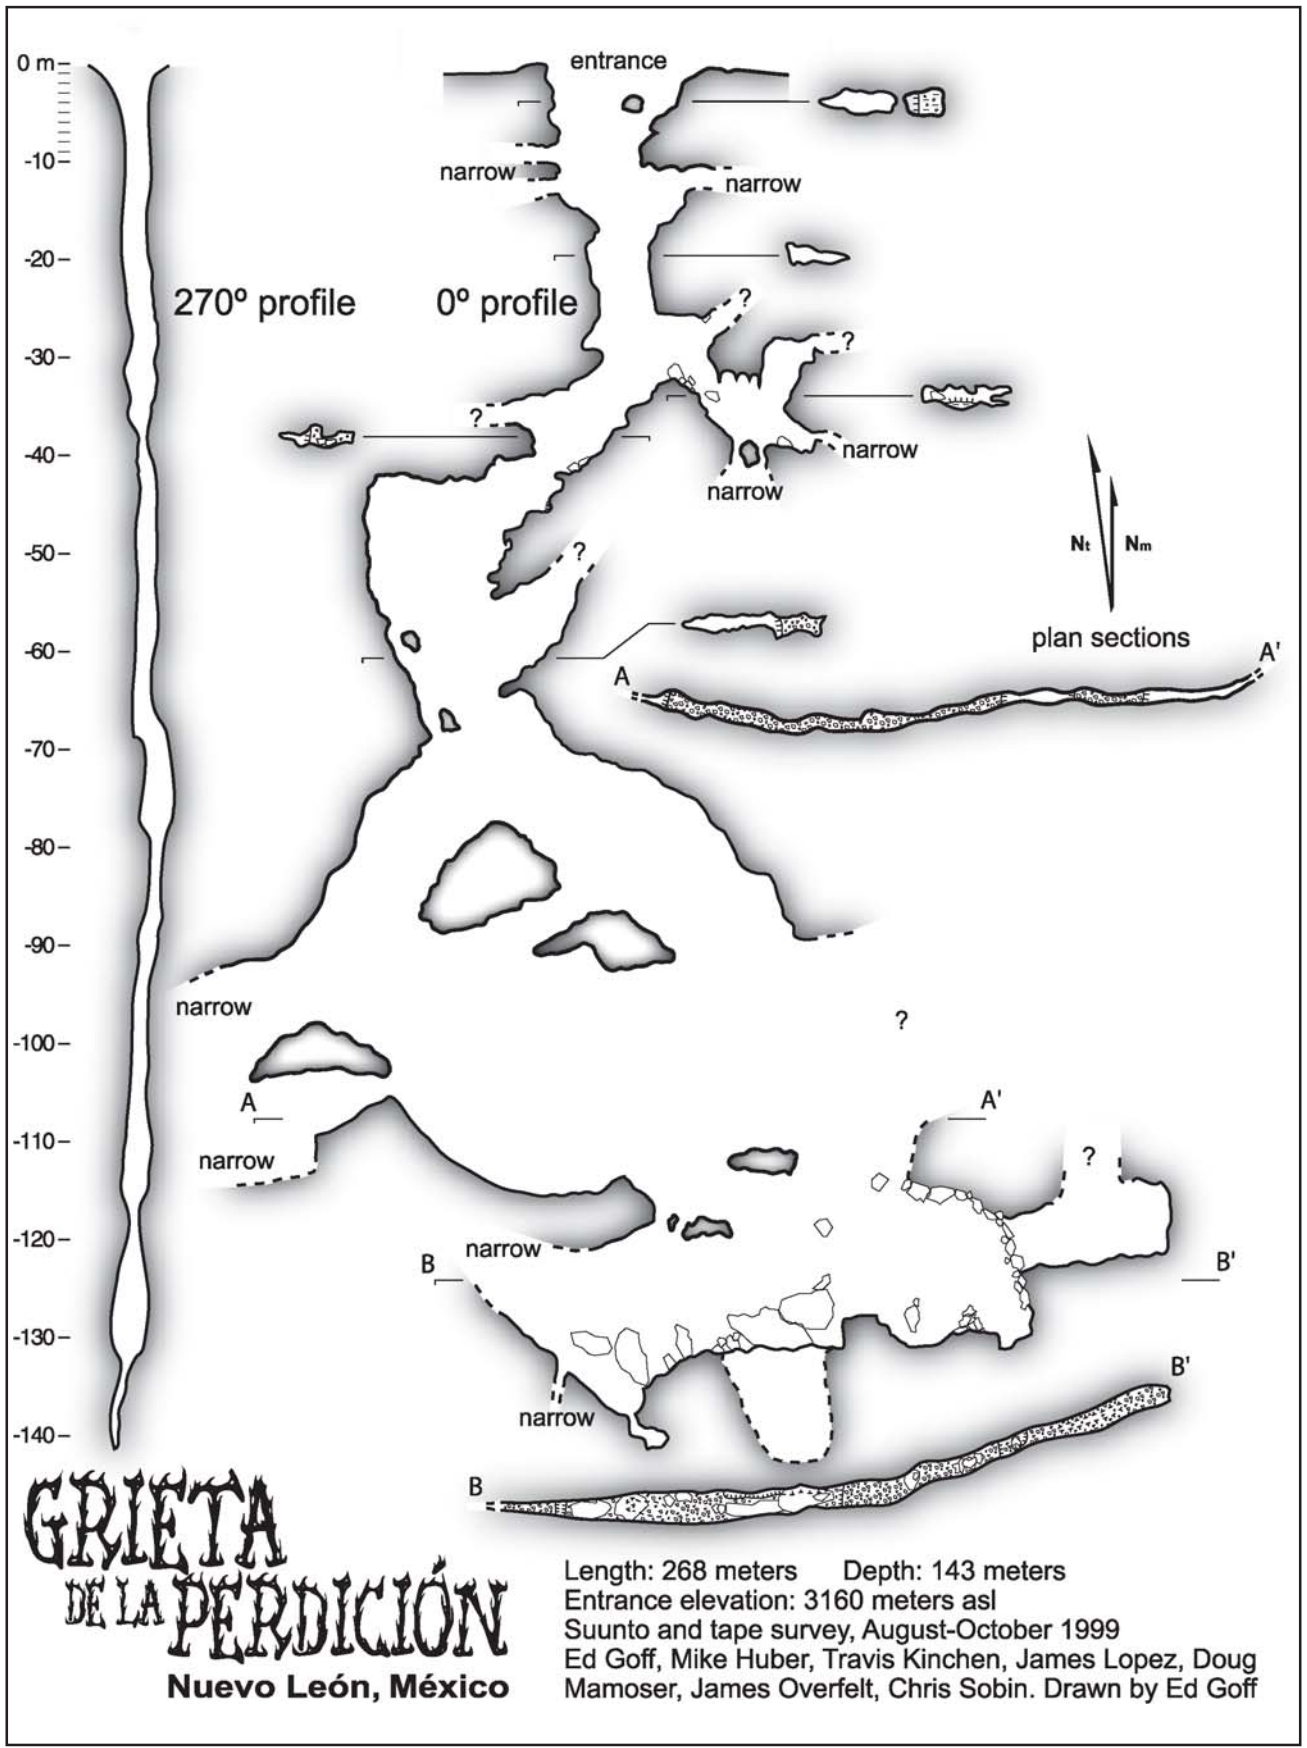 0 m
entrance
-10
narrow
narrow
-20
270º profile
0º profile
?
-30
?
?
-40
narrow
narrow
-50
?
Nt
Nm
plan sections
-60
A
A'
-70
-80
-90
narrow
?
-100
A
A'
-110
narrow
?
-120
narrow
B
B'
-130
B'
narrow
-140
B
GRIETA
DE LA PERDICIÓN
Nuevo León, México
Length: 268 meters Depth: 143 meters
Entrance elevation: 3160 meters asl
Suunto and tape survey, August-October 1999
Ed Goff, Mike Huber, Travis Kinchen, James Lopez, Doug
Mamoser, James Overfelt, Chris Sobin. Drawn by Ed Goff